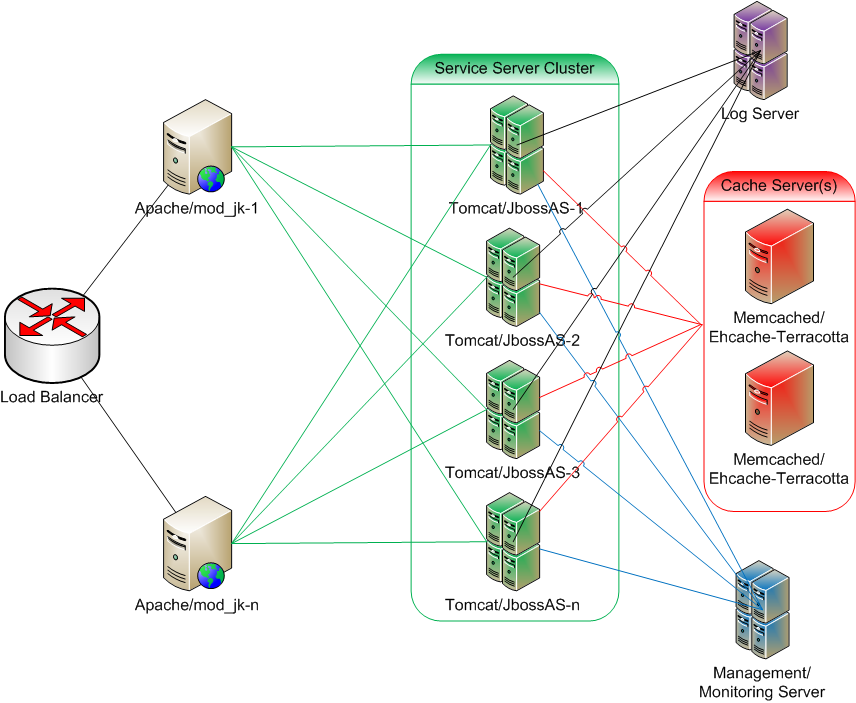 Service Server Cluster
Log Server
Cache Server(s)
Apache/mod_jk-1
Tomcat/JbossAS-1
Memcached/
Ehcache-Terracotta
Tomcat/JbossAS-2
Load Balancer
Memcached/
Ehcache-Terracotta
Tomcat/JbossAS-3
Apache/mod_jk-n
Tomcat/JbossAS-n
Management/
Monitoring Server